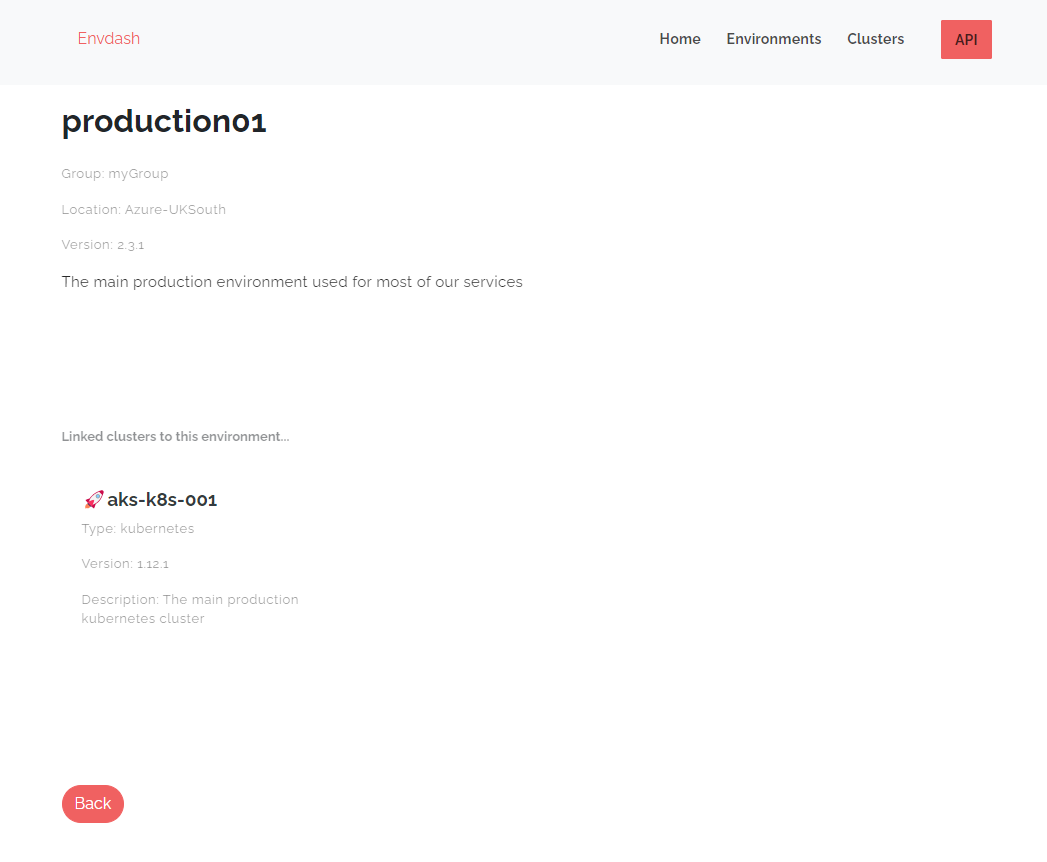 Envdash
Home Environments Clusters API
production01
Group: myGroup
Location: Azure-UKSouth
Version: 2.3.1
The main production environment used for most of our services
Linked clusters to this environment...
🚀 aks-k8s-001
Type: kubernetes
Version: 1.12.1
Description: The main production
kubernetes cluster
Back